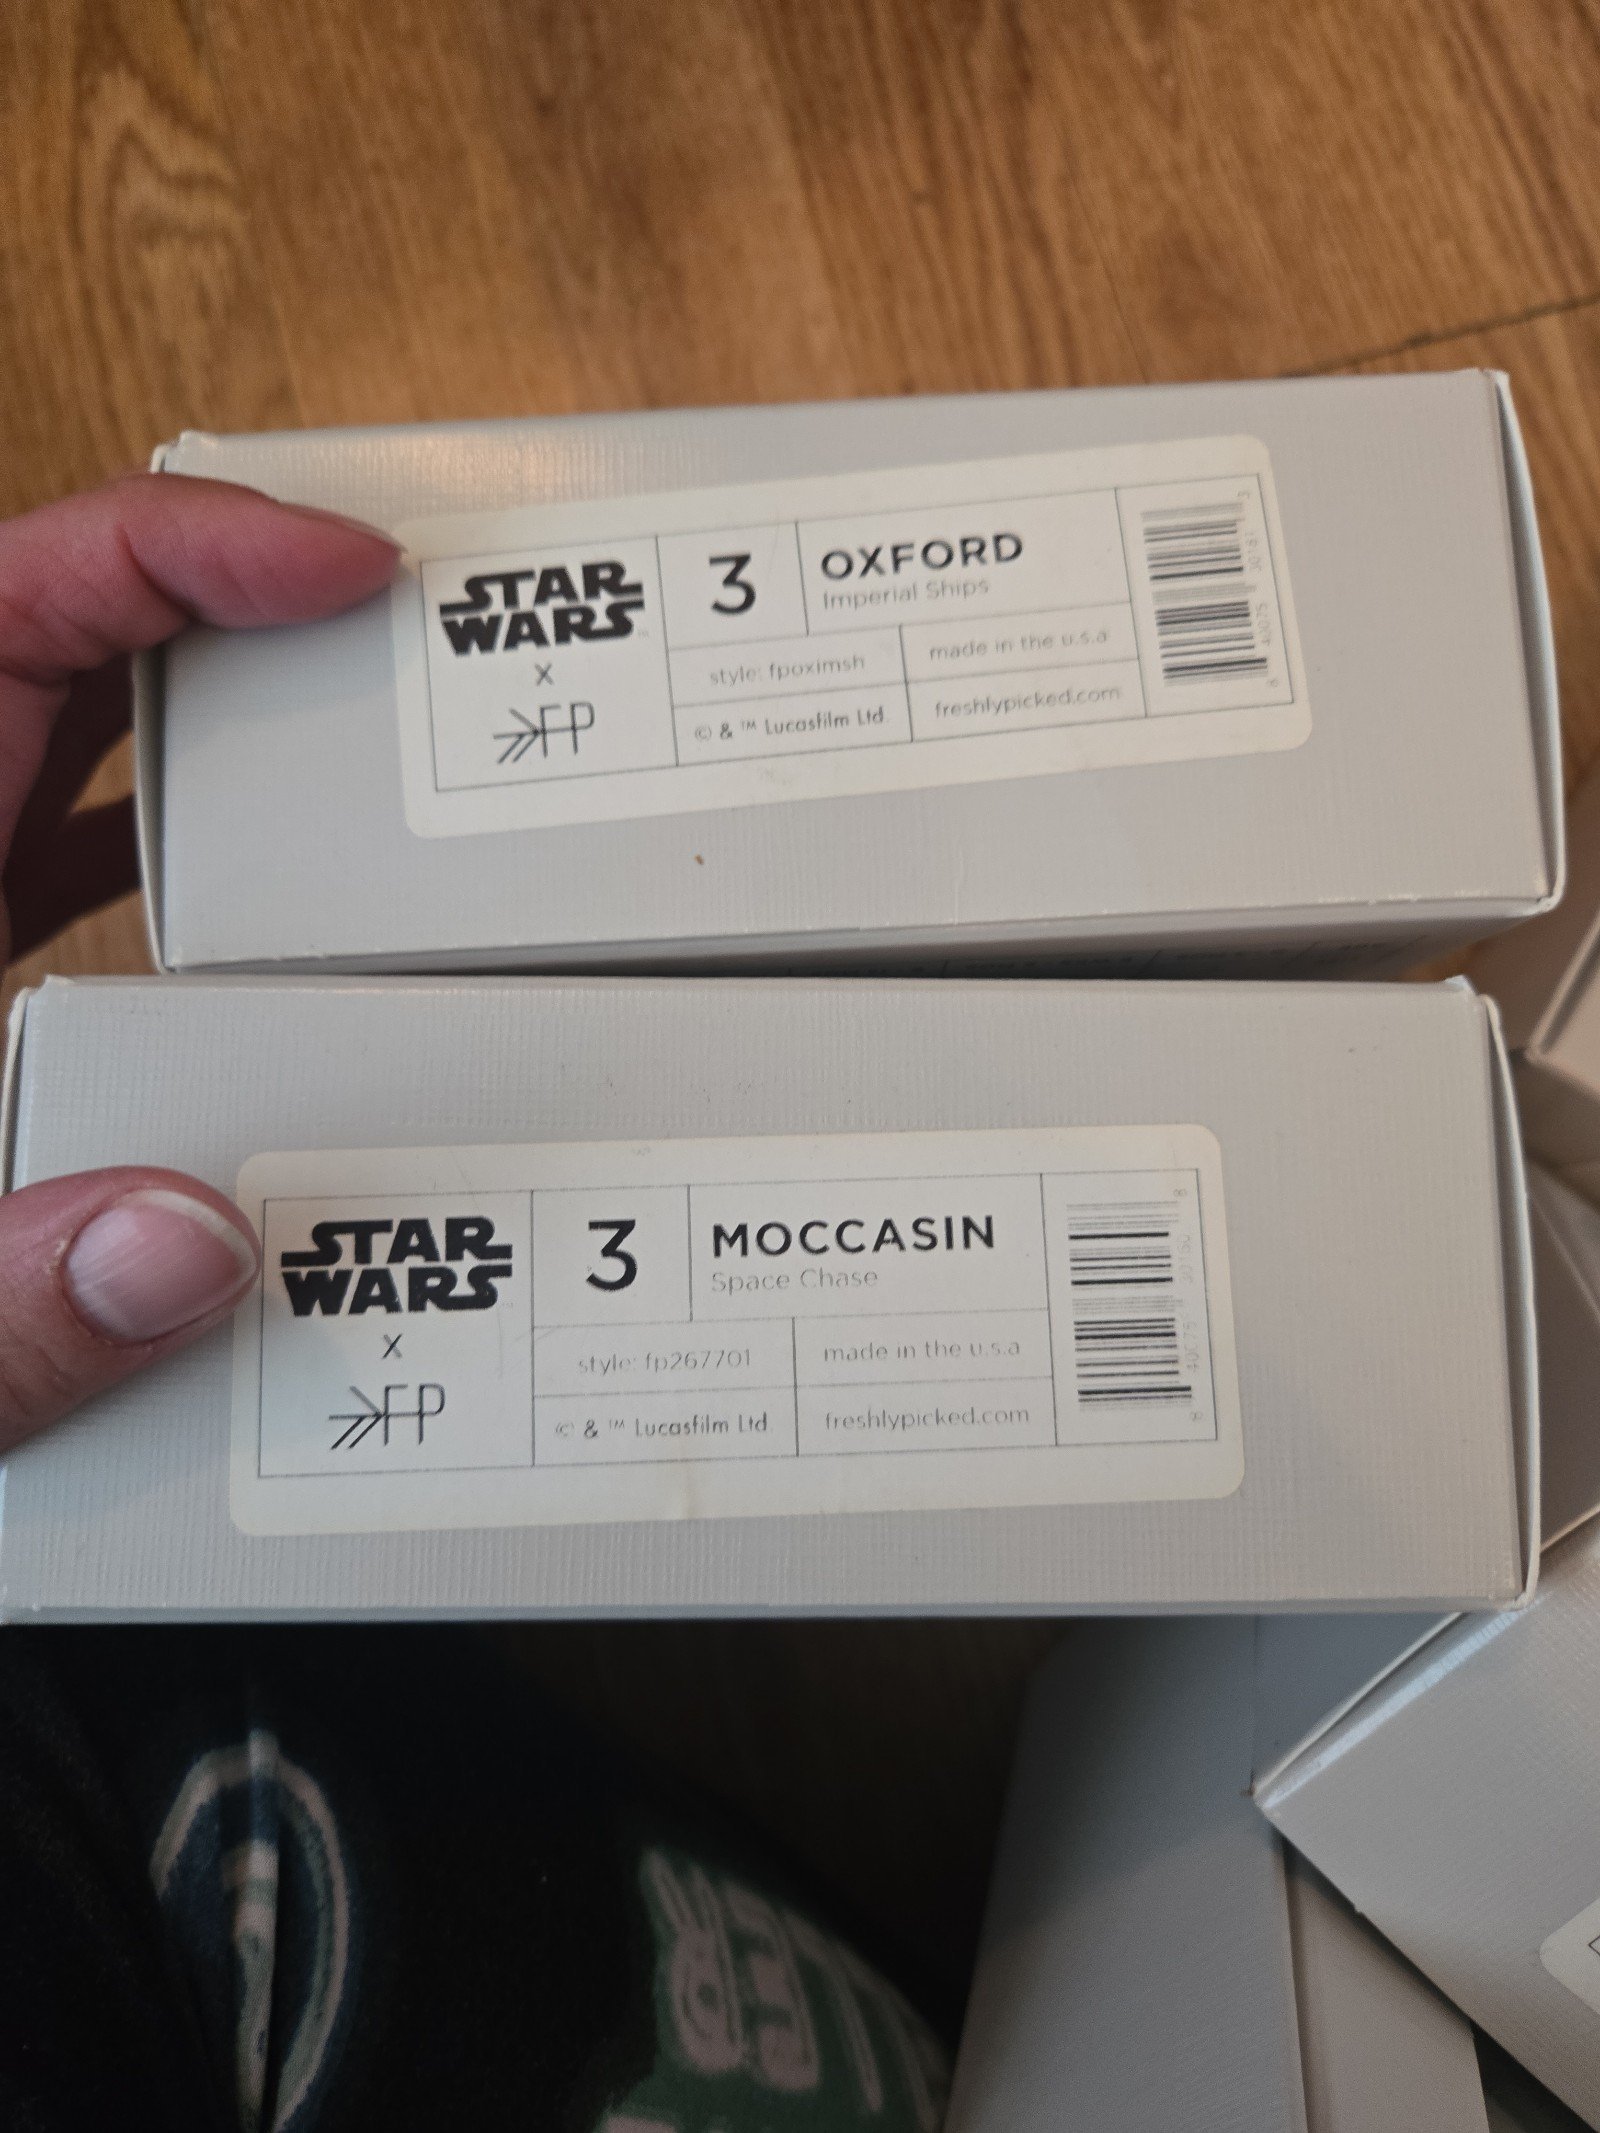 STAR
WARS
x
FP
3
OXFORD
Imperial Ships
style: fpoximsh
made in the u.s.a
© & ™ Lucasfilm Ltd.
freshlypicked.com
STAR
WARS
x
FP
3
MOCCASIN
Space Chase
style: fp267701
made in the u.s.a
© & ™ Lucasfilm Ltd.
freshlypicked.com